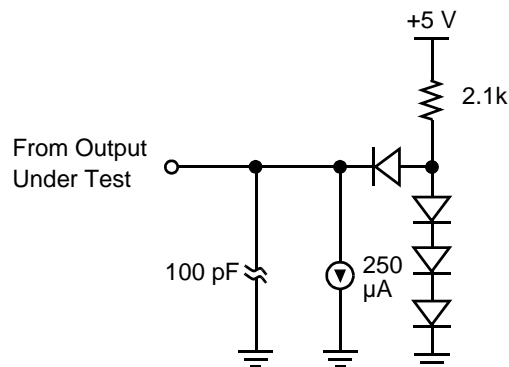 +5 V
2.1k
From Output
Under Test
100 pF
250
µA